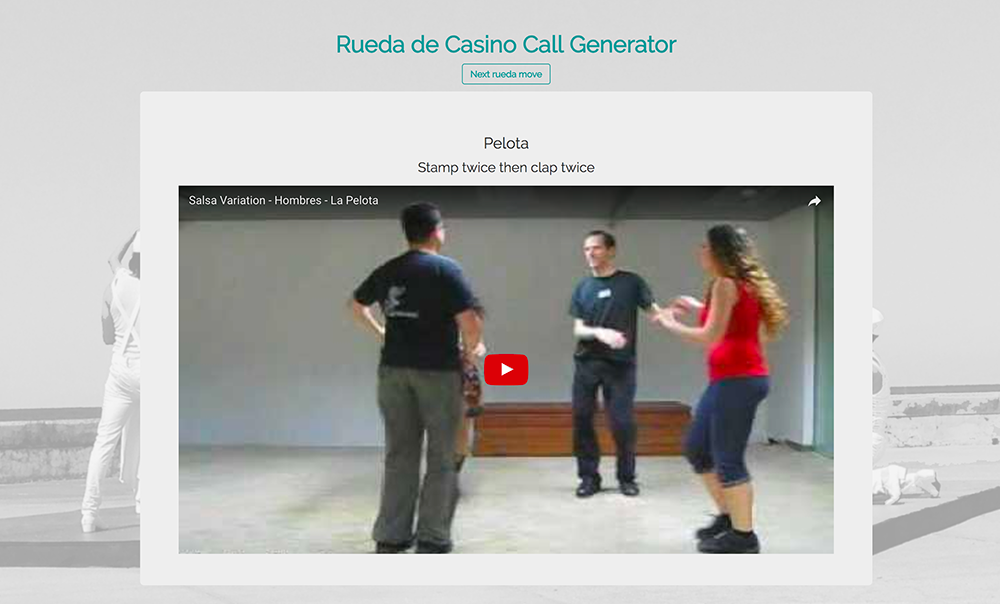 Rueda de Casino Call Generator
Next rueda move
Pelota
Stamp twice then clap twice
Salsa Variation - Hombres - La Pelota